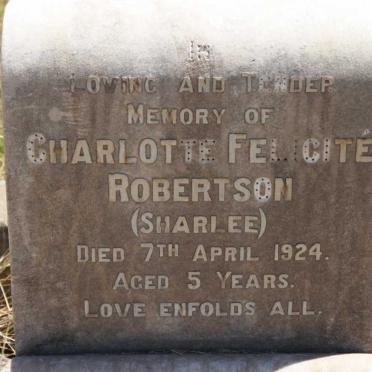 IN
LOVING AND TENDER
MEMORY OF
CHARLOTTE FELICITÉ
ROBERTSON
(SHARLEE)
DIED 7TH APRIL 1924.
AGED 5 YEARS.
LOVE ENFOLDS ALL.